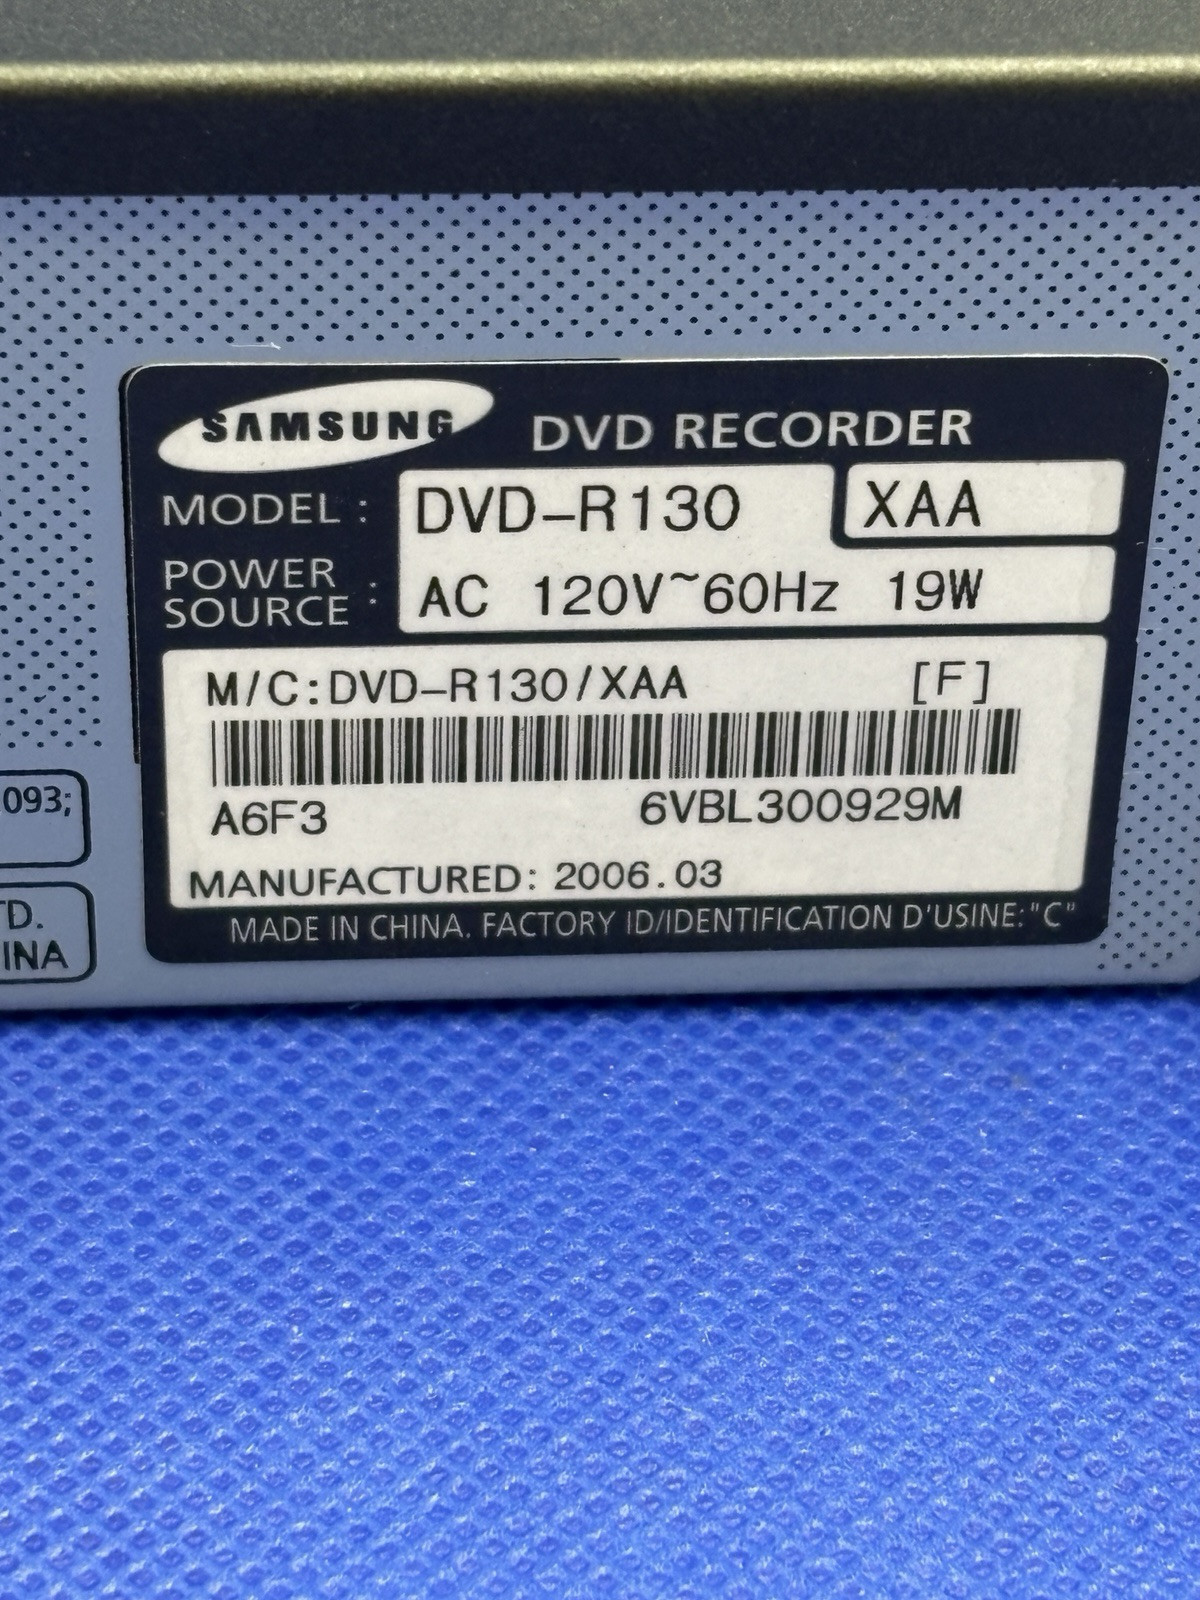 SAMSUNG DVD RECORDER
MODEL : DVD-R130 XAA
POWER SOURCE : AC 120V~60Hz 19W
M/C:DVD-R130/XAA [F]
A6F3 6VBL300929M
MANUFACTURED: 2006.03
MADE IN CHINA. FACTORY ID/IDENTIFICATION D'USINE:"C"
093;
TD.
INA